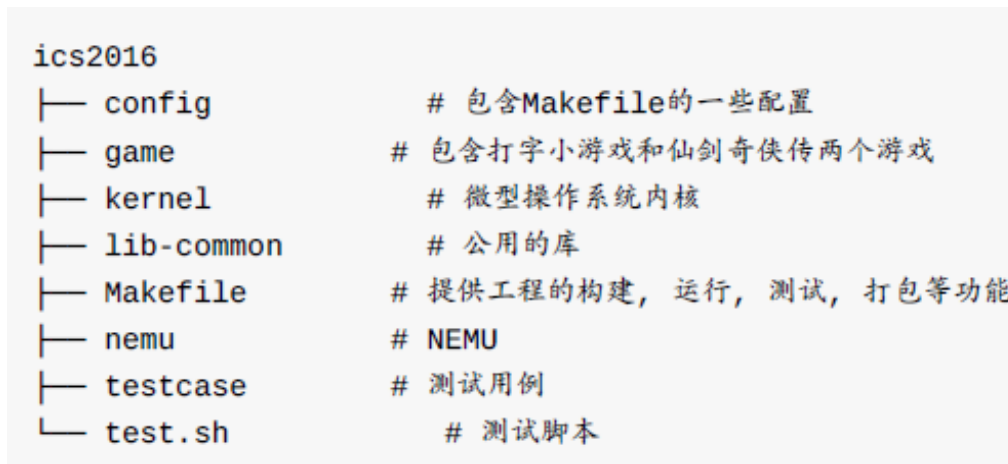 ics2016
├── config # 包含Makefile的一些配置
├── game # 包含打字小游戏和仙剑奇侠传两个游戏
├── kernel # 微型操作系统内核
├── lib-common # 公用的库
├── Makefile # 提供工程的构建, 运行, 测试, 打包等功能
├── nemu # NEMU
├── testcase # 测试用例
└── test.sh # 测试脚本